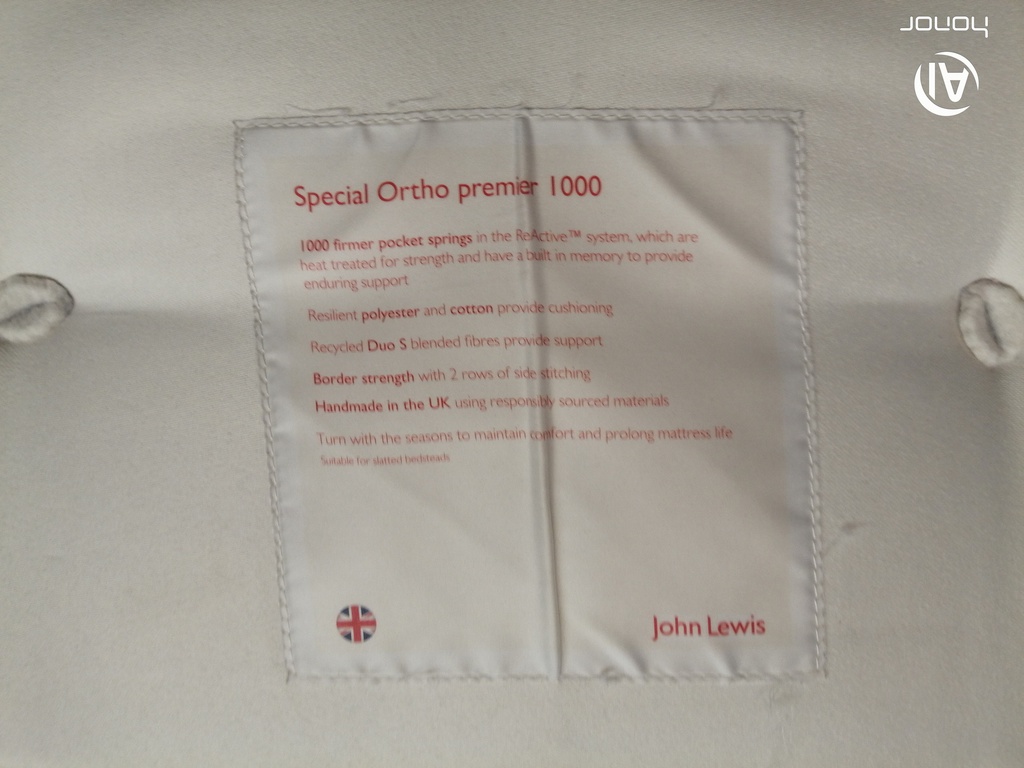 honor
AI
Special Ortho premier 1000
1000 firmer pocket springs in the ReActive™ system, which are
heat treated for strength and have a built in memory to provide
enduring support
Resilient polyester and cotton provide cushioning
Recycled Duo S blended fibres provide support
Border strength with 2 rows of side stitching
Handmade in the UK using responsibly sourced materials
Turn with the seasons to maintain comfort and prolong mattress life
Suitable for slatted bedsteads
John Lewis